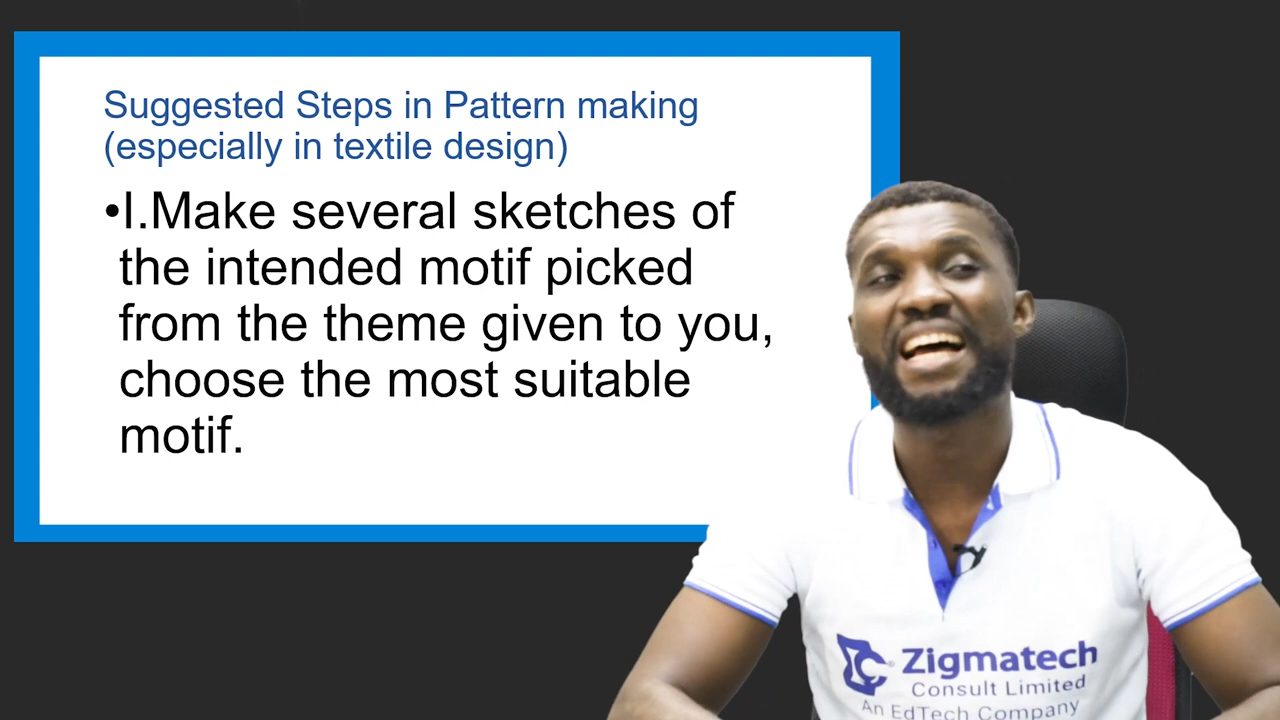 Suggested Steps in Pattern making
(especially in textile design)
•I.Make several sketches of
the intended motif picked
from the theme given to you,
choose the most suitable
motif.
Zigmatech
Consult Limited
An EdTech Company